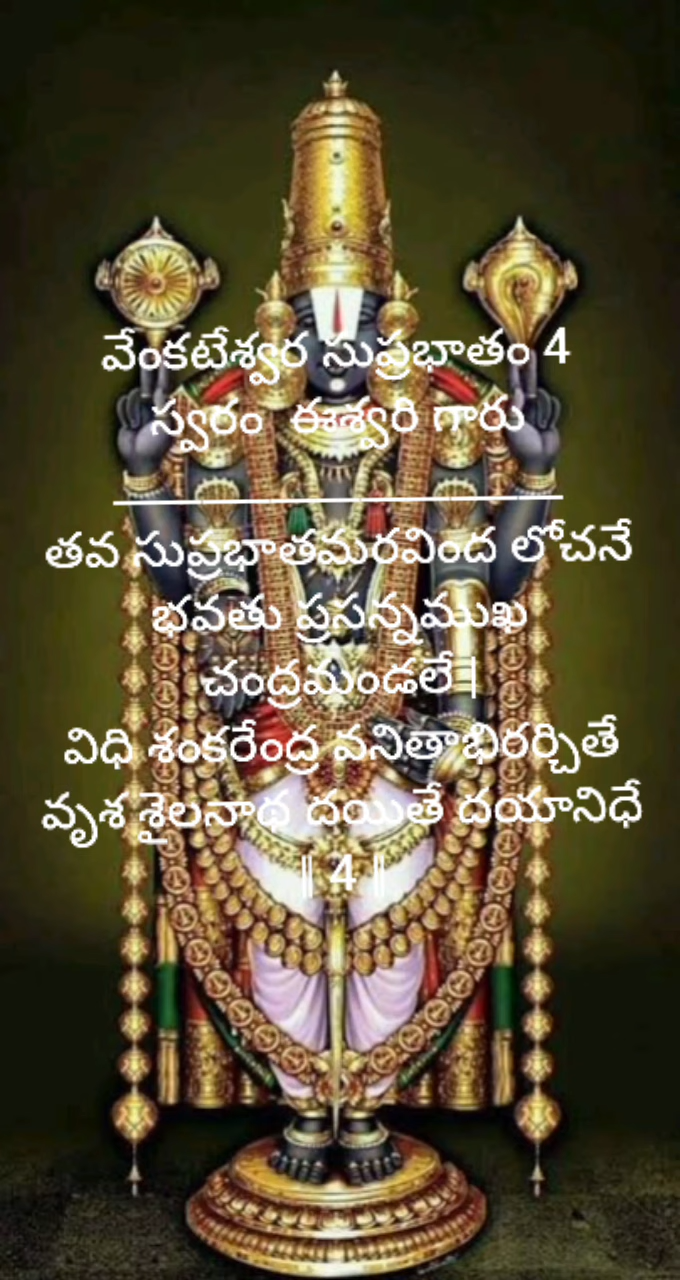 వేంకటేశ్వర సుప్రభాతం 4
స్వరం ఈశ్వరి గారు
తవ సుప్రభాతమరవింద లోచనే
భవతు ప్రసన్నముఖ
చంద్రమండలే |
విధి శంకరేంద్ర వనితాభిరర్చితే
వృశ శైలనాథ దయితే దయానిధే
‖ 4 ‖